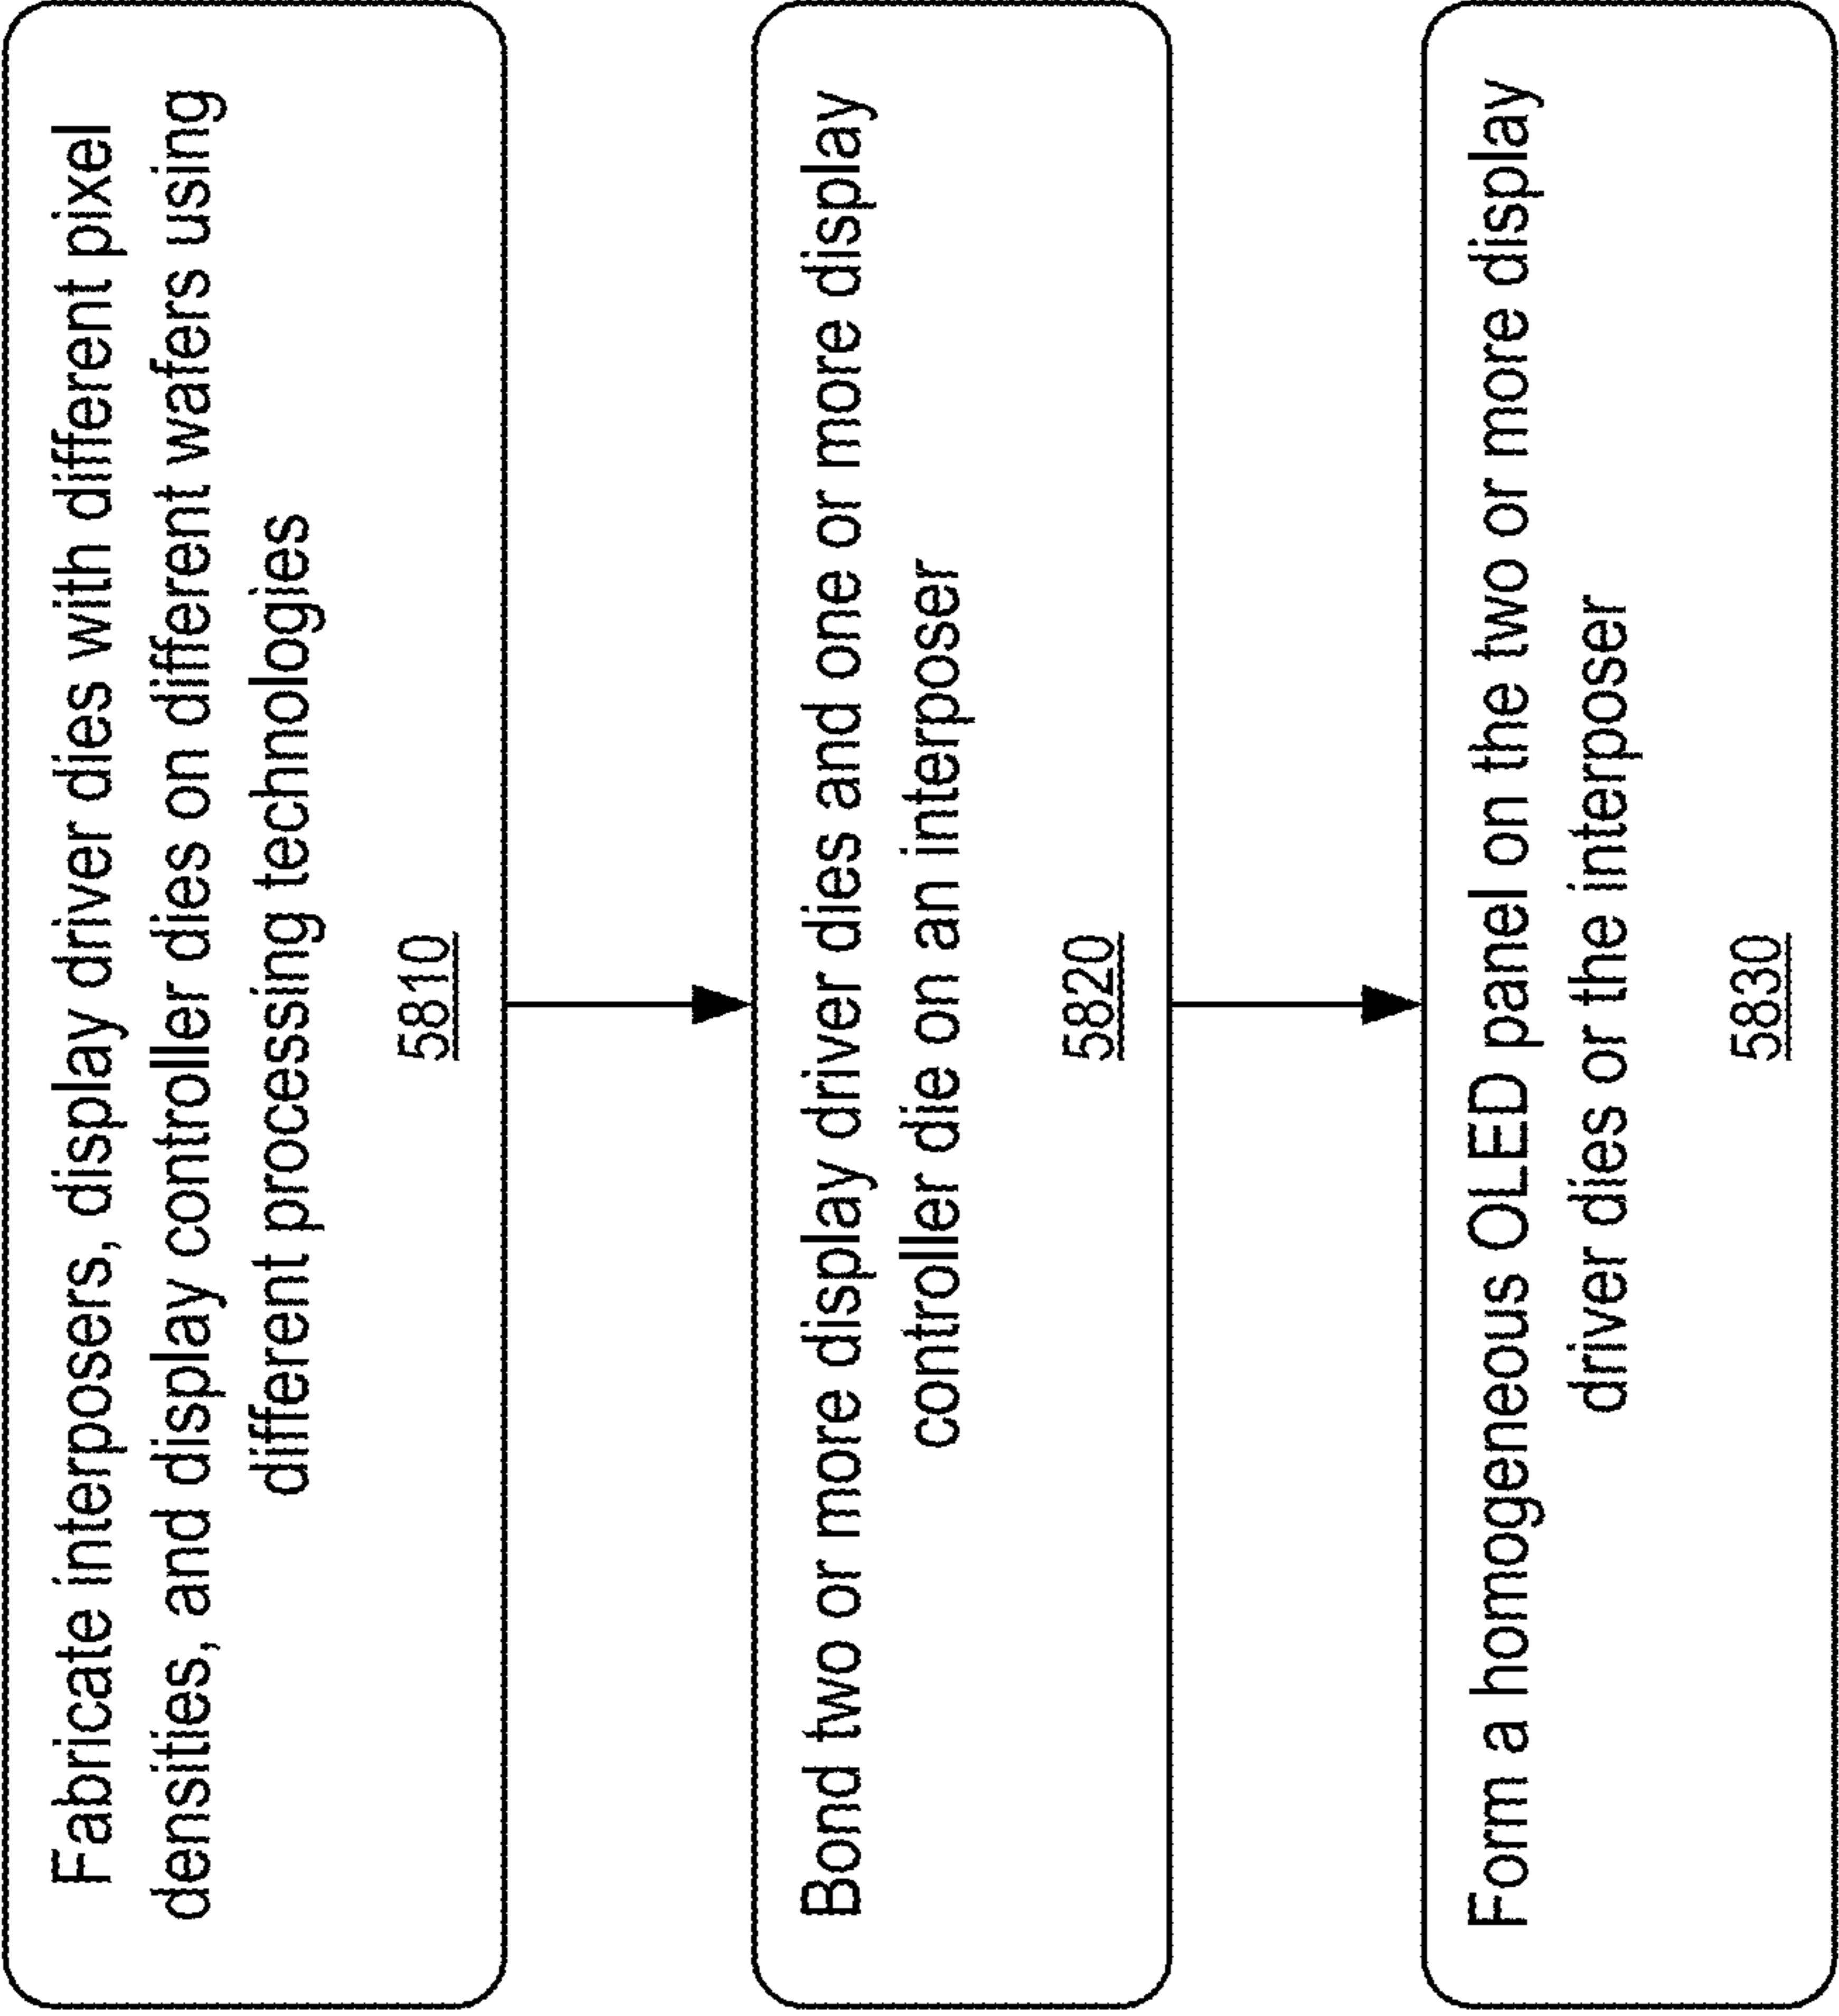 Fabricate interposers, display driver dies with different pixel
densities, and display controller dies on different wafers using
different processing technologies
5810
Bond two or more display driver dies and one or more display
controller die on an interposer
5820
Form a homogeneous OLED panel on the two or more display
driver dies or the interposer
5830